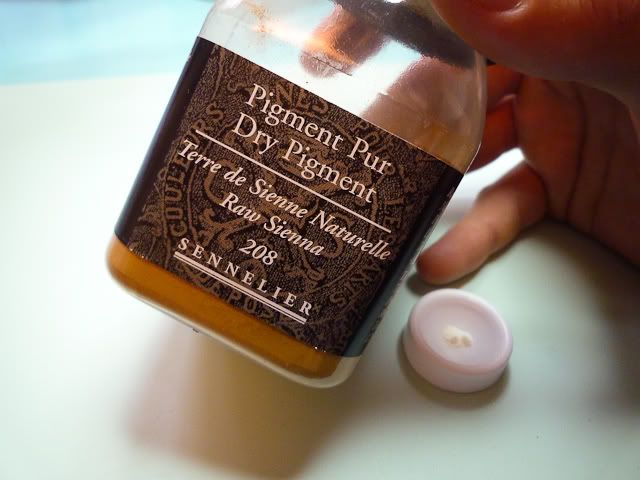 Pigment Pur
Dry Pigment
Terre de Sienne Naturelle
Raw Sienna
208
SENNELIER